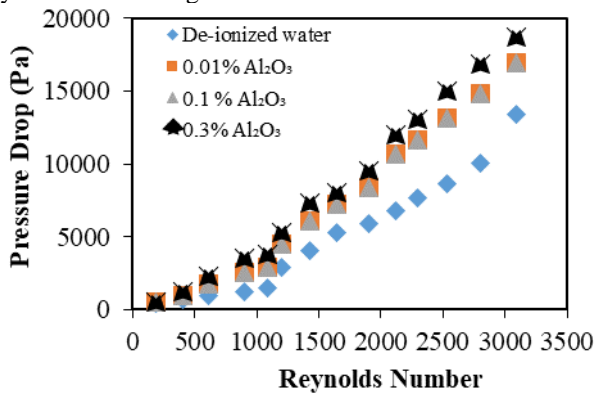 20000
15000
10000
5000
0
Pressure Drop (Pa)
De-ionized water
0.01% Al₂O₃
0.1 % Al₂O₃
0.3% Al₂O₃
0 500 1000 1500 2000 2500 3000 3500
Reynolds Number